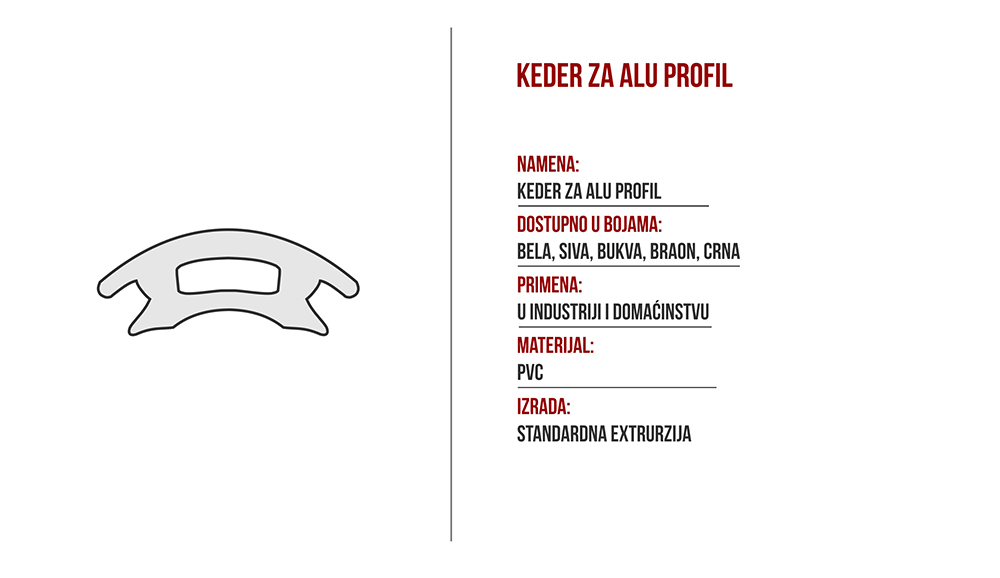 KEDER ZA ALU PROFIL
NAMENA:
KEDER ZA ALU PROFIL
DOSTUPNO U BOJAMA:
BELA, SIVA, BUKVA, BRAON, CRNA
PRIMENA:
U INDUSTRIJI I DOMAĆINSTVU
MATERIJAL:
PVC
IZRADA:
STANDARDNA EXTRURZIJA